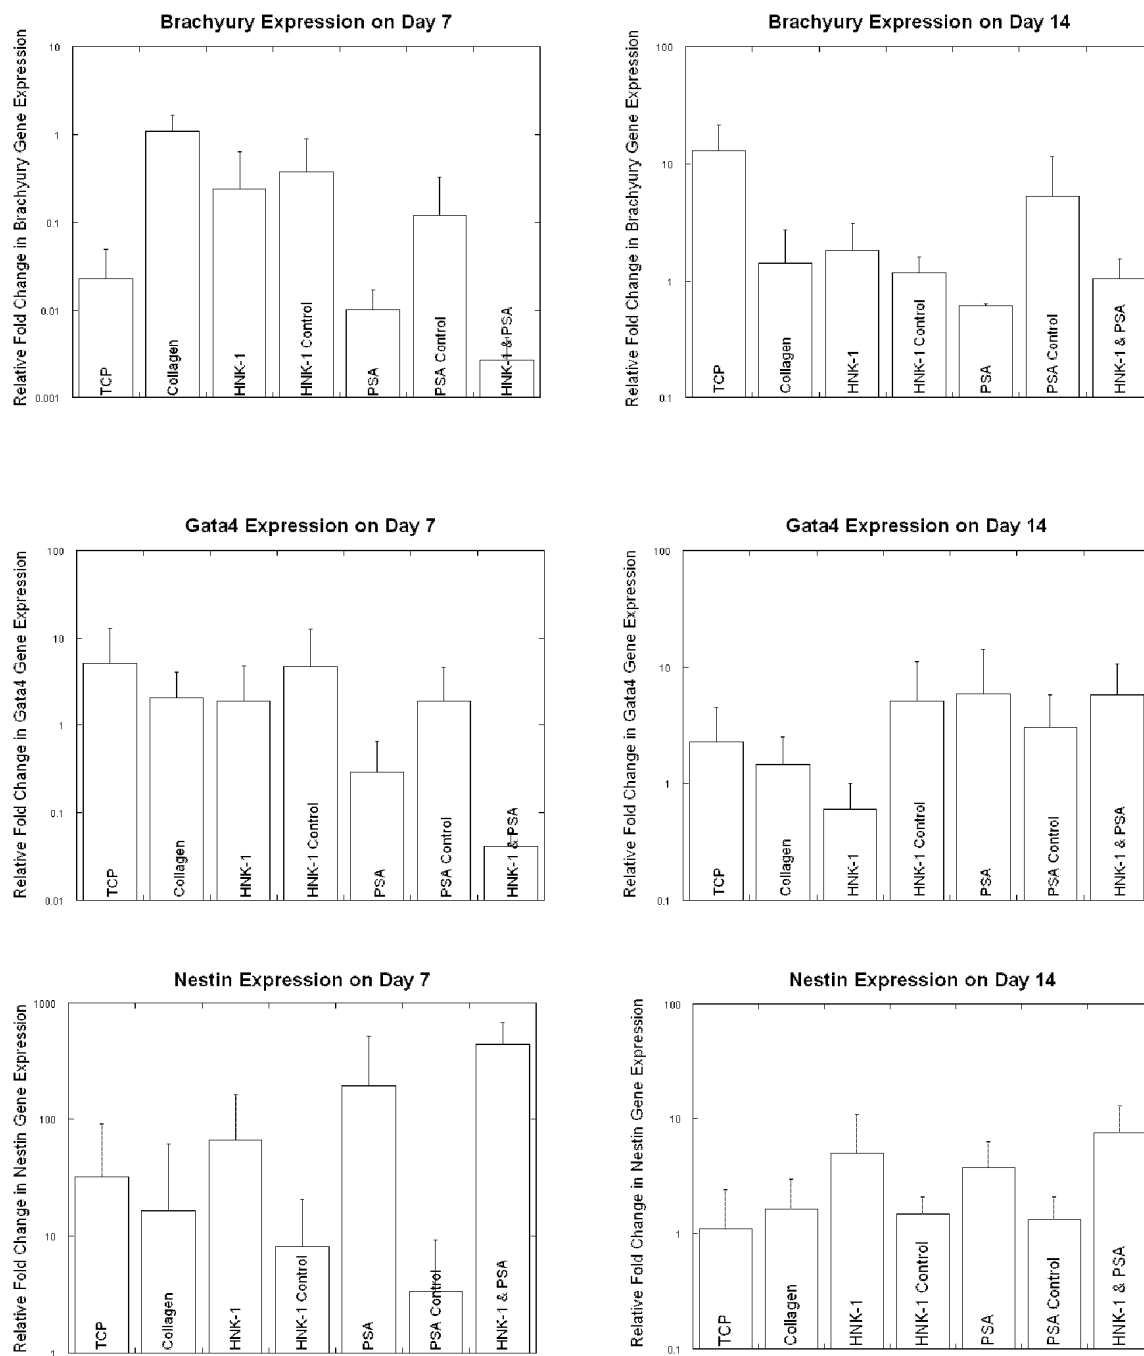 Brachyury Expression on Day 7
Relative Fold Change in Brachyury Gene Expression
10
1
0.1
0.01
0.001
TCP
Collagen
HNK-1
HNK-1 Control
PSA
PSA Control
HNK-1 & PSA
Brachyury Expression on Day 14
Relative Fold Change in Brachyury Gene Expression
100
10
1
0.1
TCP
Collagen
HNK-1
HNK-1 Control
PSA
PSA Control
HNK-1 & PSA
Gata4 Expression on Day 7
Relative Fold Change in Gata4 Gene Expression
100
10
1
0.1
0.01
TCP
Collagen
HNK-1
HNK-1 Control
PSA
PSA Control
HNK-1 & PSA
Gata4 Expression on Day 14
Relative Fold Change in Gata4 Gene Expression
100
10
1
0.1
TCP
Collagen
HNK-1
HNK-1 Control
PSA
PSA Control
HNK-1 & PSA
Nestin Expression on Day 7
Relative Fold Change in Nestin Gene Expression
1000
100
10
1
TCP
Collagen
HNK-1
HNK-1 Control
PSA
PSA Control
HNK-1 & PSA
Nestin Expression on Day 14
Relative Fold Change in Nestin Gene Expression
100
10
1
0.1
TCP
Collagen
HNK-1
HNK-1 Control
PSA
PSA Control
HNK-1 & PSA